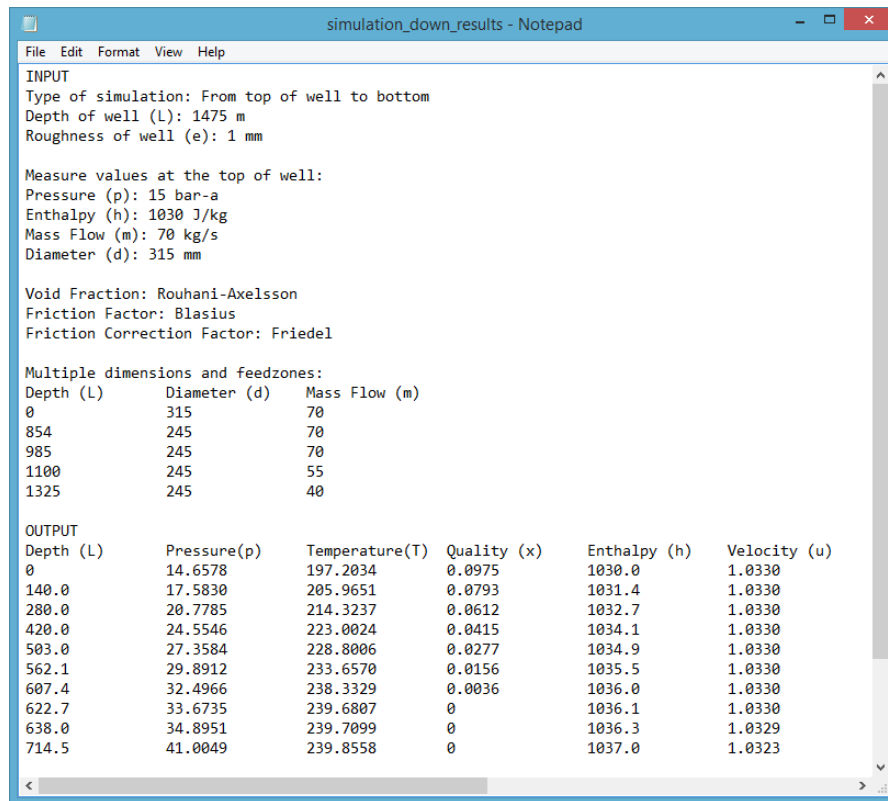 simulation_down_results - Notepad
File Edit Format View Help
INPUT
Type of simulation: From top of well to bottom
Depth of well (L): 1475 m
Roughness of well (e): 1 mm
Measure values at the top of well:
Pressure (p): 15 bar-a
Enthalpy (h): 1030 J/kg
Mass Flow (m): 70 kg/s
Diameter (d): 315 mm
Void Fraction: Rouhani-Axelsson
Friction Factor: Blasius
Friction Correction Factor: Friedel
Multiple dimensions and feedzones:
Depth (L) Diameter (d) Mass Flow (m)
0 315 70
854 245 70
985 245 70
1100 245 55
1325 245 40
OUTPUT
Depth (L) Pressure(p) Temperature(T) Quality (x) Enthalpy (h) Velocity (u)
0 14.6578 197.2034 0.0975 1030.0 1.0330
140.0 17.5830 205.9651 0.0793 1031.4 1.0330
280.0 20.7785 214.3237 0.0612 1032.7 1.0330
420.0 24.5546 223.0024 0.0415 1034.1 1.0330
503.0 27.3584 228.8006 0.0277 1034.9 1.0330
562.1 29.8912 233.6570 0.0156 1035.5 1.0330
607.4 32.4966 238.3329 0.0036 1036.0 1.0330
622.7 33.6735 239.6807 0 1036.1 1.0330
638.0 34.8951 239.7099 0 1036.3 1.0329
714.5 41.0049 239.8558 0 1037.0 1.0323